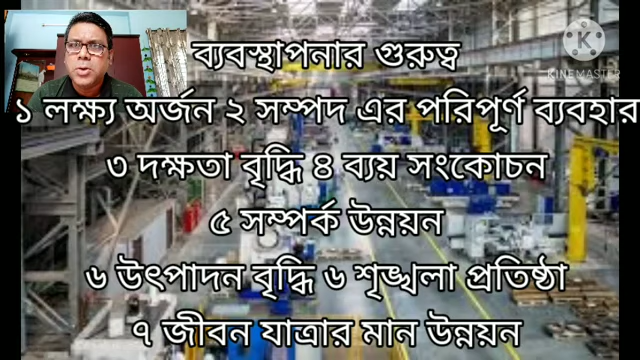 ব্যবস্থাপনার গুরুত্ব
১ লক্ষ্য অর্জন ২ সম্পদ এর পরিপূর্ণ ব্যবহার
৩ দক্ষতা বৃদ্ধি ৪ ব্যয় সংকোচন
৫ সম্পর্ক উন্নয়ন
৬ উৎপাদন বৃদ্ধি ৬ শৃঙ্খলা প্রতিষ্ঠা
৭ জীবন যাত্রার মান উন্নয়ন
KINEMASTER